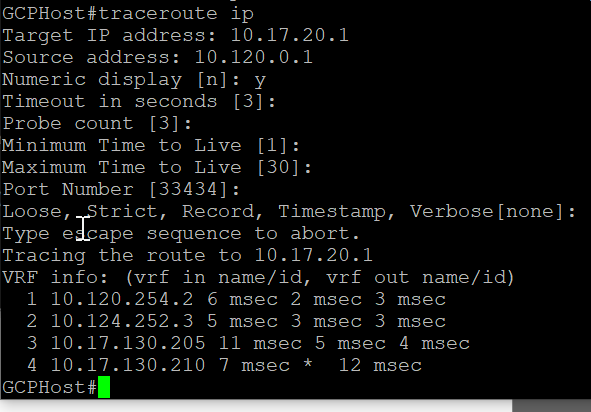 GCPHost#traceroute ip
Target IP address: 10.17.20.1
Source address: 10.120.0.1
Numeric display [n]: y
Timeout in seconds [3]:
Probe count [3]:
Minimum Time to Live [1]:
Maximum Time to Live [30]:
Port Number [33434]:
Loose, Strict, Record, Timestamp, Verbose[none]:
Type escape sequence to abort.
Tracing the route to 10.17.20.1
VRF info: (vrf in name/id, vrf out name/id)
  1 10.120.254.2 6 msec 2 msec 3 msec
  2 10.124.252.3 5 msec 3 msec 3 msec
  3 10.17.130.205 11 msec 5 msec 4 msec
  4 10.17.130.210 7 msec *  12 msec
GCPHost#